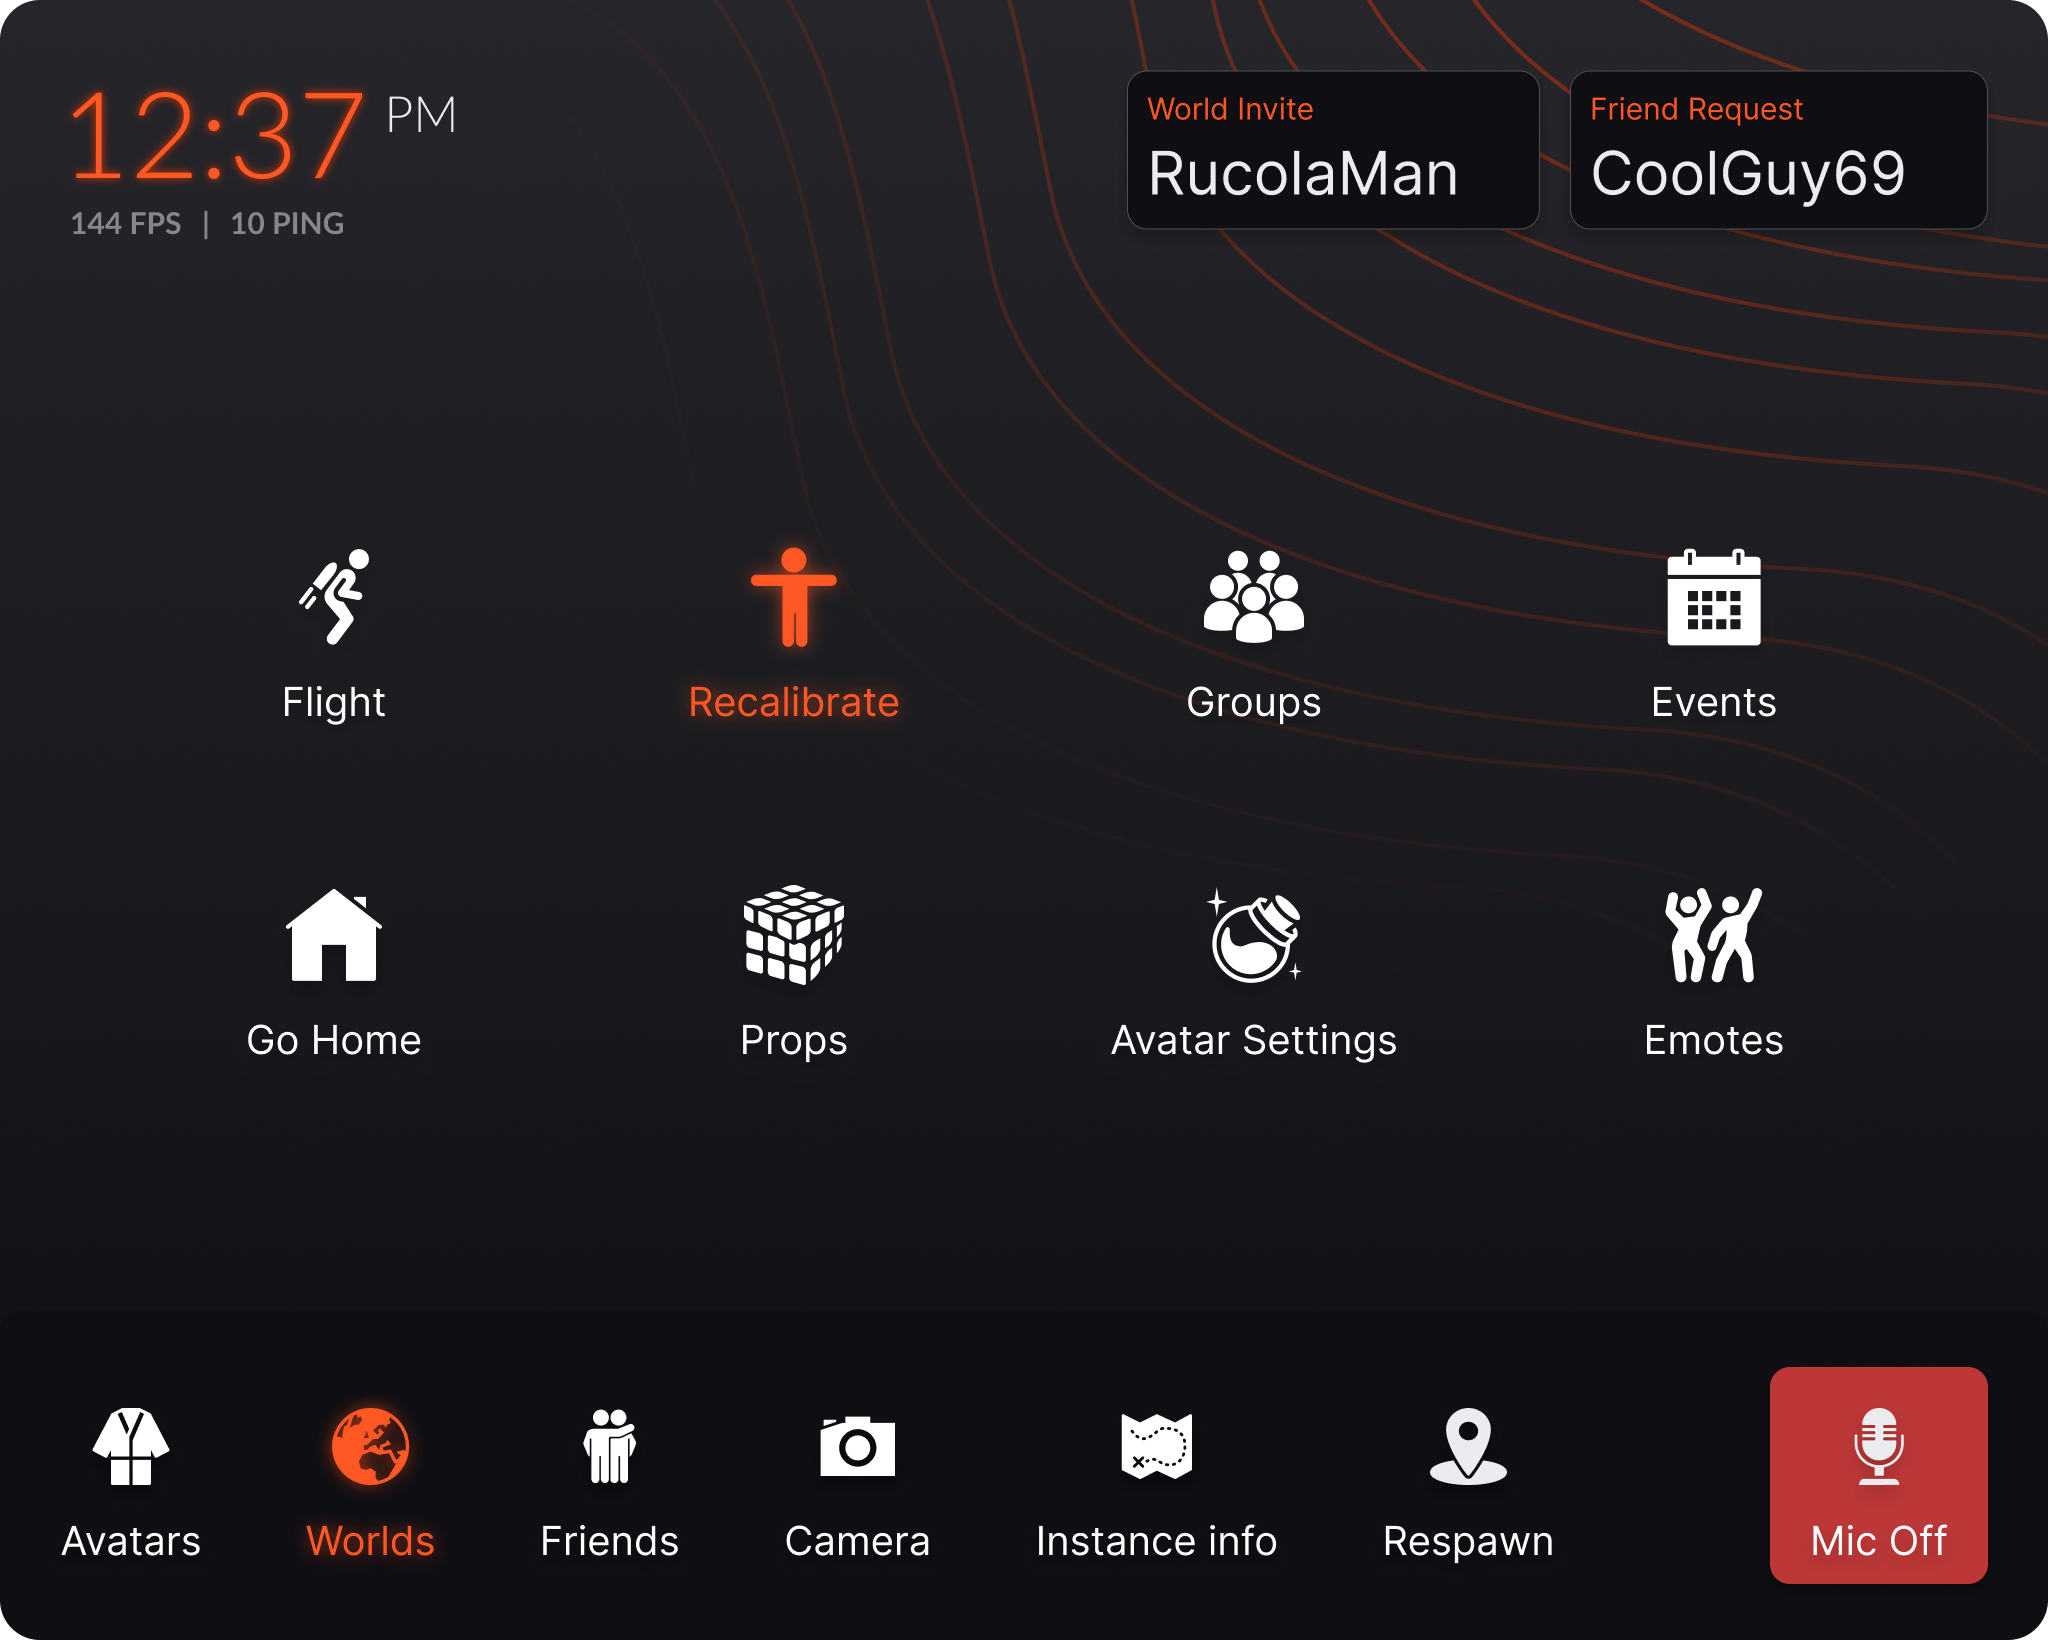 12:37 PM
144 FPS | 10 PING
World Invite
RucolaMan
Friend Request
CoolGuy69
Flight
Recalibrate
Groups
Events
Go Home
Props
Avatar Settings
Emotes
Avatars
Worlds
Friends
Camera
Instance info
Respawn
Mic Off